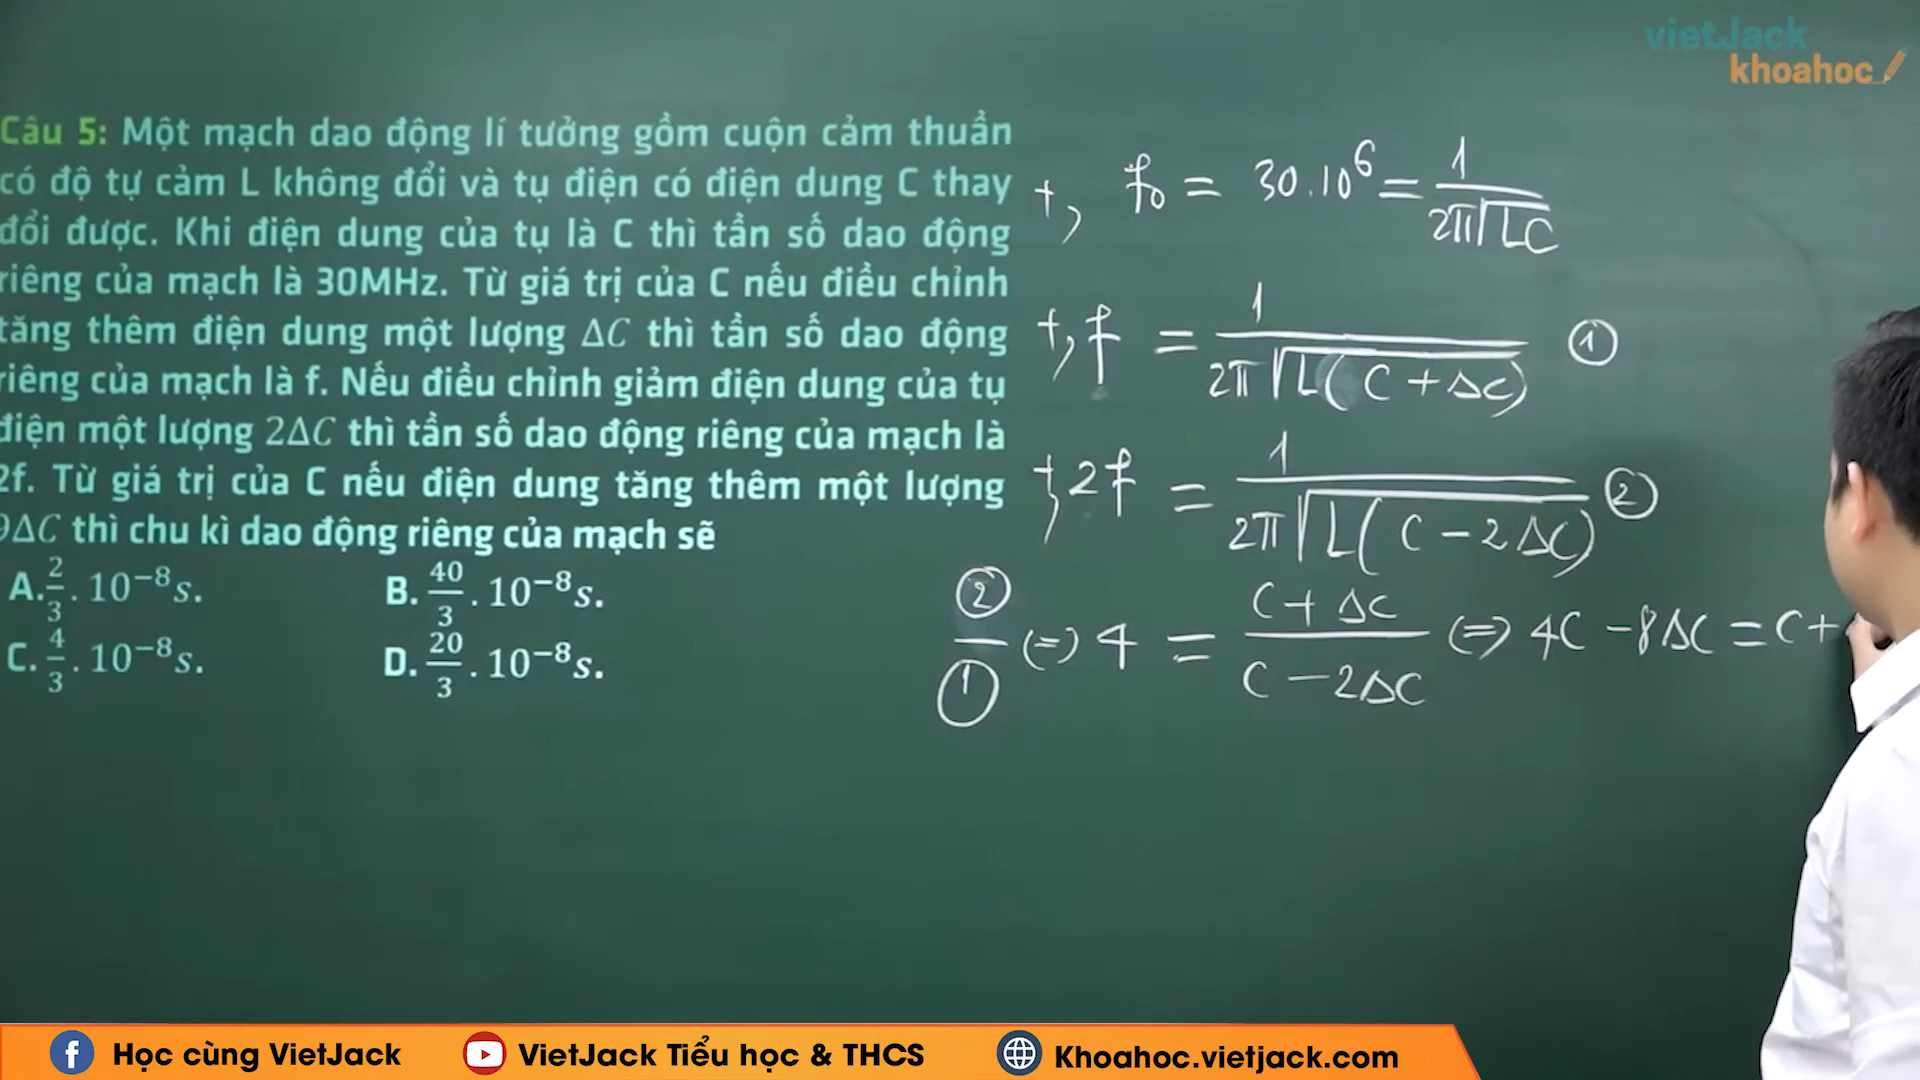 vietJack
khoahoc
Câu 5: Một mạch dao động lí tưởng gồm cuộn cảm thuần
có độ tự cảm L không đổi và tụ điện có điện dung C thay
đổi được. Khi điện dung của tụ là C thì tần số dao động
riêng của mạch là 30MHz. Từ giá trị của C nếu điều chỉnh
tăng thêm điện dung một lượng ΔC thì tần số dao động
riêng của mạch là f. Nếu điều chỉnh giảm điện dung của tụ
điện một lượng 2ΔC thì tần số dao động riêng của mạch là
2f. Từ giá trị của C nếu điện dung tăng thêm một lượng
9ΔC thì chu kì dao động riêng của mạch sẽ
A. 2/3 . 10⁻⁸s. B. 40/3 . 10⁻⁸s.
C. 4/3 . 10⁻⁸s. D. 20/3 . 10⁻⁸s.
+, f₀ = 30.10⁶ = 1/(2π√LC)
+, f = 1/(2π√(L(C + ΔC))) ①
+, 2f = 1/(2π√(L(C - 2ΔC))) ②
②/① (=) 4 = (C + ΔC)/(C - 2ΔC) (=) 4C - 8ΔC = C +
Học cùng VietJack VietJack Tiểu học & THCS Khoahoc.vietjack.com